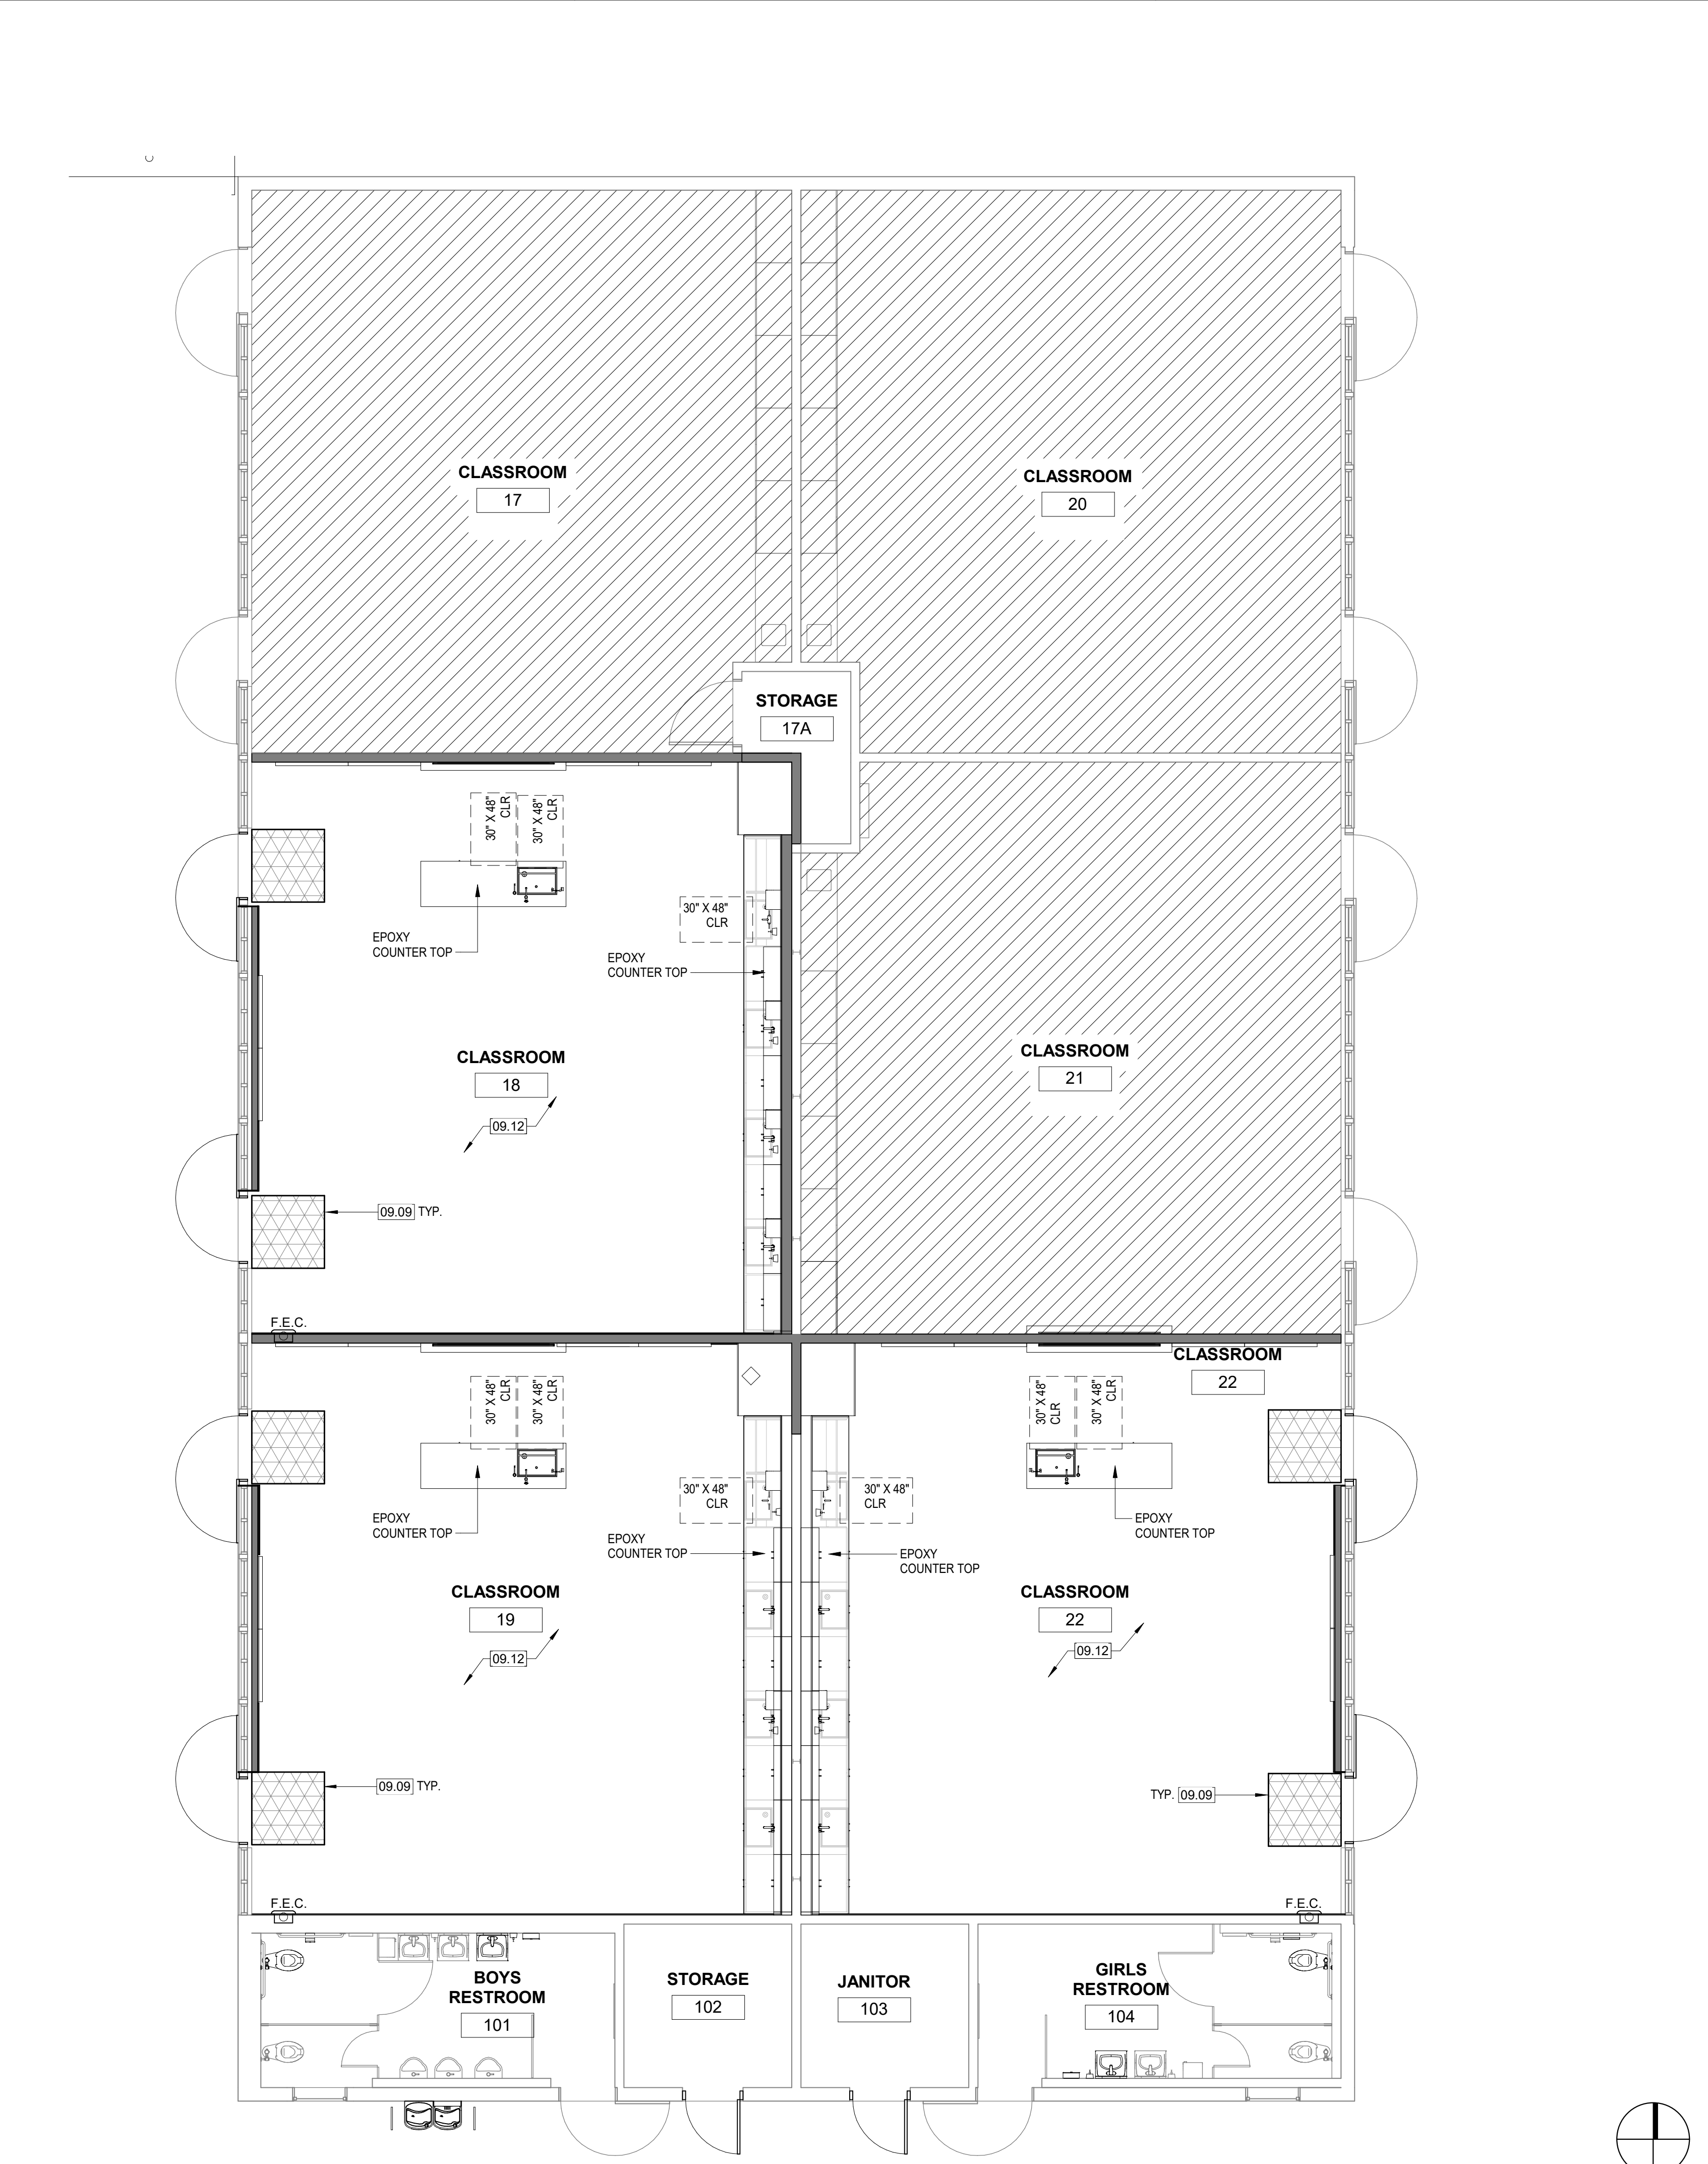 CLASSROOM
17
CLASSROOM
20
STORAGE
17A
30" X 48"
CLR
30" X 48"
CLR
30" X 48"
CLR
EPOXY
COUNTER TOP
EPOXY
COUNTER TOP
CLASSROOM
18
09.12
CLASSROOM
21
09.09 TYP.
F.E.C.
CLASSROOM
22
30" X 48"
CLR
30" X 48"
CLR
30" X 48"
CLR
30" X 48"
CLR
30" X 48"
CLR
30" X 48"
CLR
EPOXY
COUNTER TOP
EPOXY
COUNTER TOP
EPOXY
COUNTER TOP
EPOXY
COUNTER TOP
CLASSROOM
19
09.12
CLASSROOM
22
09.12
09.09 TYP.
TYP. 09.09
F.E.C.
F.E.C.
BOYS
RESTROOM
101
STORAGE
102
JANITOR
103
GIRLS
RESTROOM
104